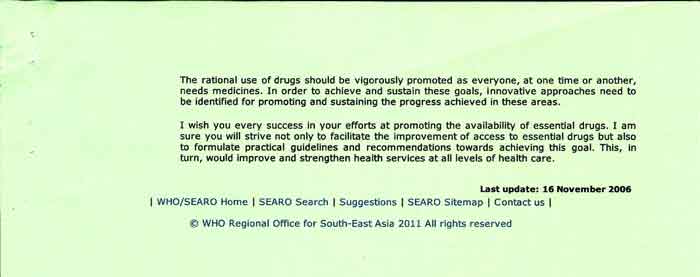 The rational use of drugs should be vigorously promoted as everyone, at one time or another,
needs medicines. In order to achieve and sustain these goals, innovative approaches need to
be identified for promoting and sustaining the progress achieved in these areas.
I wish you every success in your efforts at promoting the availability of essential drugs. I am
sure you will strive not only to facilitate the improvement of access to essential drugs but also
to formulate practical guidelines and recommendations towards achieving this goal. This, in
turn, would improve and strengthen health services at all levels of health care.
Last update: 16 November 2006
| WHO/SEARO Home | SEARO Search | Suggestions | SEARO Sitemap | Contact us |
© WHO Regional Office for South-East Asia 2011 All rights reserved